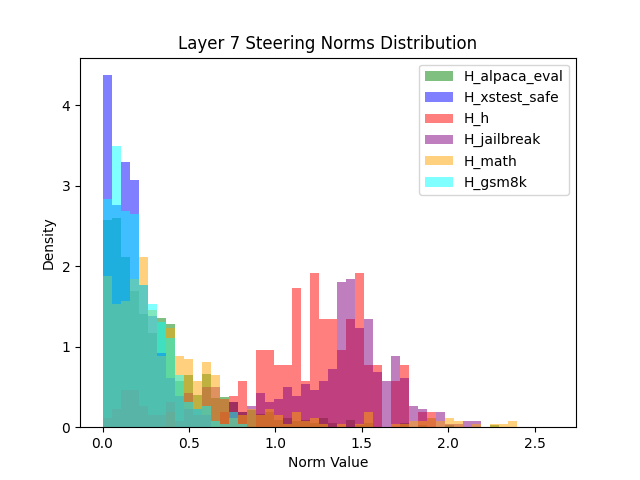 Layer 7 Steering Norms Distribution
H_alpaca_eval
H_xstest_safe
H_h
H_jailbreak
H_math
H_gsm8k
Density
4
3
2
1
0
0.0 0.5 1.0 1.5 2.0 2.5
Norm Value